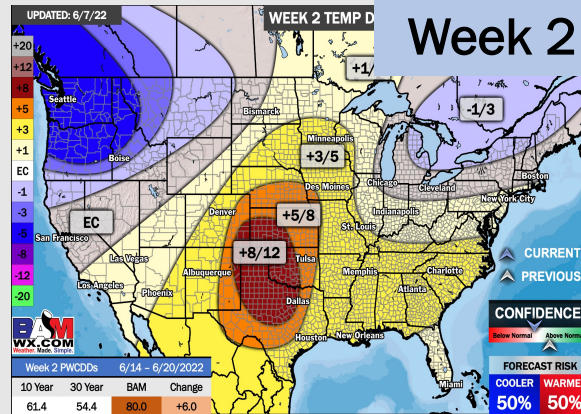 UPDATED: 6/7/22
WEEK 2 TEMP D
Week 2
+20
+12
+8
+5
+3
+1
EC
-1
-3
-5
-8
-12
-20
+1
-1/3
Seattle
Bismarck
Minneapolis
+3/5
Boise
Boston
Chicago
Cleveland
Des Moines
New York City
EC
Denver
+5/8
Indianapolis
San Francisco
St. Louis
+8/12
Las Vegas
Tulsa
CURRENT
Albuquerque
Memphis
Charlotte
PREVIOUS
Los Angeles
Phoenix
Atlanta
Dallas
CONFIDENCE
Below Normal
Above Norma
BAM
WX.COM
Weather. Made. Simple.
Houston
New Orleans
Miami
Week 2 PWCDDs 6/14 – 6/20/2022
10 Year 30 Year BAM Change
61.4 54.4 80.0 +6.0
FORECAST RISK
COOLER WARME
50% 50%